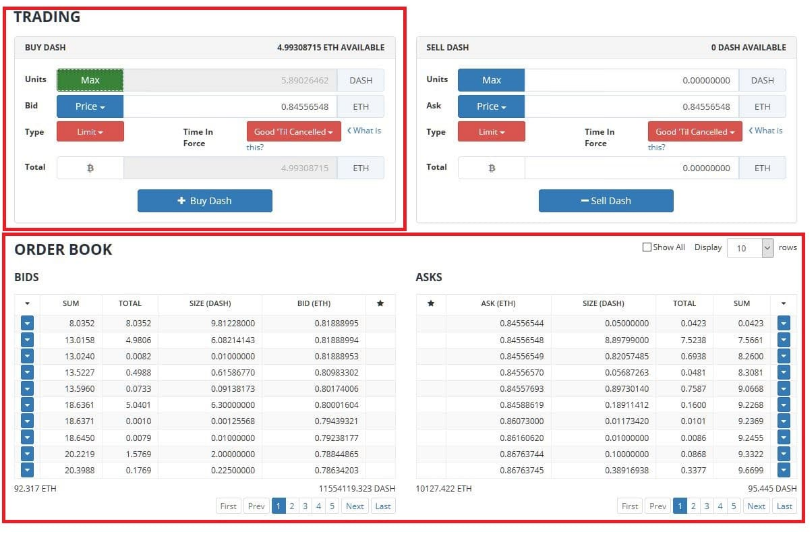 TRADING
BUY DASH 4.99308715 ETH AVAILABLE
Units Max 5.89026462 DASH
Bid Price 0.84556548 ETH
Type Limit Time In Force Good 'Til Cancelled What is this?
Total ₿ 4.99308715 ETH
+ Buy Dash
SELL DASH 0 DASH AVAILABLE
Units Max 0.00000000 DASH
Ask Price 0.84556548 ETH
Type Limit Time In Force Good 'Til Cancelled What is this?
Total ₿ 0.00000000 ETH
− Sell Dash
ORDER BOOK
Show All Display 10 rows
BIDS
SUM TOTAL SIZE (DASH) BID (ETH)
8.0352 8.0352 9.81228000 0.81888995
13.0158 4.9806 6.08214143 0.81888994
13.0240 0.0082 0.01000000 0.81888953
13.5227 0.4988 0.61586770 0.80983302
13.5960 0.0733 0.09138173 0.80174006
18.6361 5.0401 6.30000000 0.80001604
18.6371 0.0010 0.00125568 0.79439321
18.6450 0.0079 0.01000000 0.79238177
20.2219 1.5769 2.00000000 0.78844865
20.3988 0.1769 0.22500000 0.78634203
92.317 ETH 11554119.323 DASH
First Prev 1 2 3 4 5 Next Last
ASKS
ASK (ETH) SIZE (DASH) TOTAL SUM
0.84556544 0.05000000 0.0423 0.0423
0.84556548 8.89799000 7.5238 7.5661
0.84556549 0.82057485 0.6938 8.2600
0.84556570 0.05687263 0.0481 8.3081
0.84557693 0.89730140 0.7587 9.0668
0.84588619 0.18911412 0.1600 9.2268
0.86073000 0.01173420 0.0101 9.2369
0.86160620 0.01000000 0.0086 9.2455
0.86763744 0.10000000 0.0868 9.3322
0.86763745 0.38916938 0.3377 9.6699
10127.422 ETH 95.445 DASH
First Prev 1 2 3 4 5 Next Last